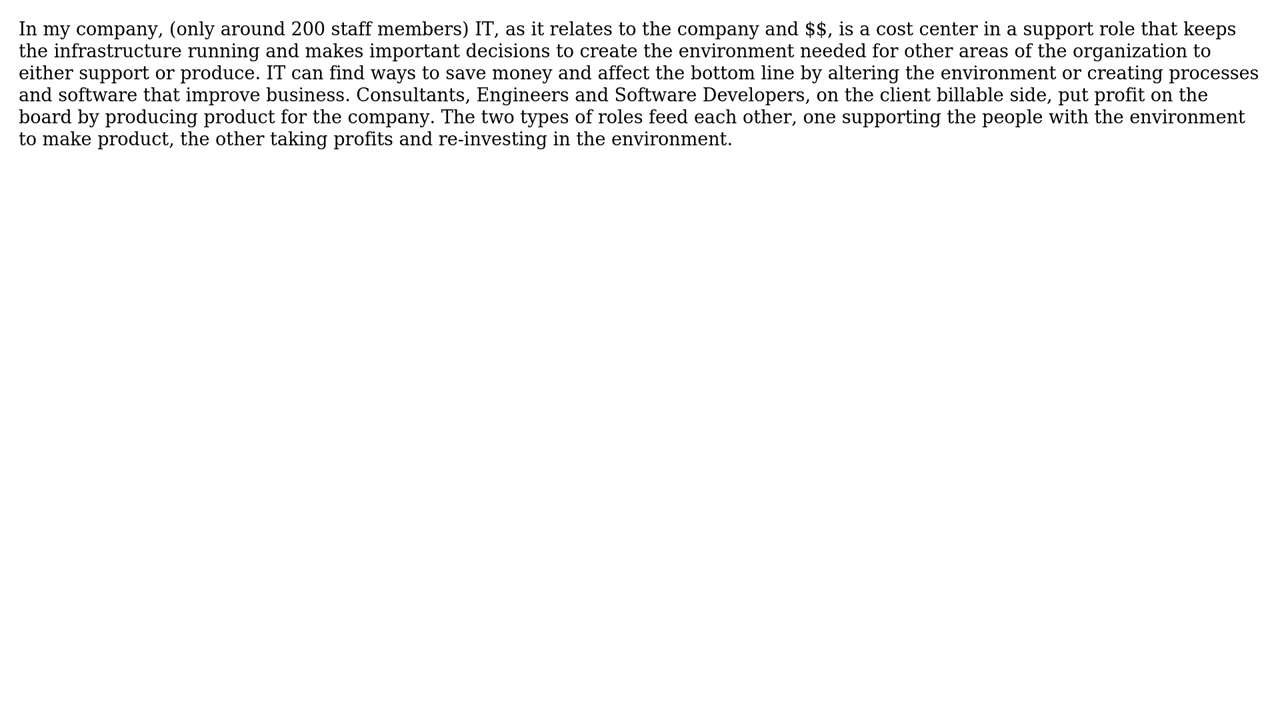 In my company, (only around 200 staff members) IT, as it relates to the company and $$, is a cost center in a support role that keeps
the infrastructure running and makes important decisions to create the environment needed for other areas of the organization to
either support or produce. IT can find ways to save money and affect the bottom line by altering the environment or creating processes
and software that improve business. Consultants, Engineers and Software Developers, on the client billable side, put profit on the
board by producing product for the company. The two types of roles feed each other, one supporting the people with the environment
to make product, the other taking profits and re-investing in the environment.